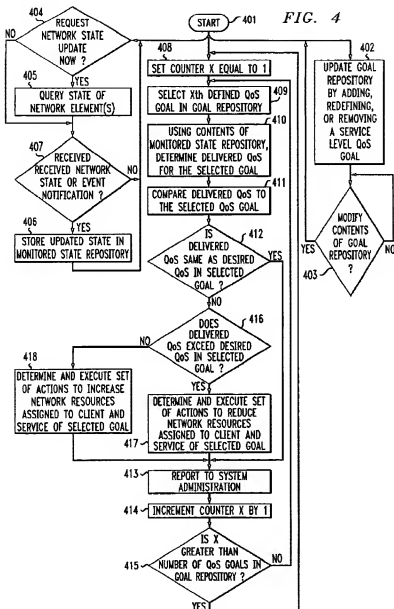 START
401
FIG. 4
404
REQUEST
NETWORK STATE
UPDATE
NOW ?
NO
YES
405
QUERY STATE OF
NETWORK ELEMENT(S)
407
RECEIVED
RECEIVED NETWORK
STATE OR EVENT
NOTIFICATION ?
NO
YES
406
STORE UPDATED STATE IN
MONITORED STATE REPOSITORY
408
SET COUNTER X EQUAL TO 1
SELECT Xth DEFINED QoS
GOAL IN GOAL REPOSITORY
409
410
USING CONTENTS OF
MONITORED STATE REPOSITORY,
DETERMINE DELIVERED QoS
FOR THE SELECTED GOAL
411
COMPARE DELIVERED QoS TO
THE SELECTED QoS GOAL
IS
DELIVERED
QoS SAME AS DESIRED
QoS IN SELECTED
GOAL ?
412
YES
NO
DOES
DELIVERED
QoS EXCEED DESIRED
QoS IN SELECTED
GOAL ?
416
NO
YES
418
DETERMINE AND EXECUTE SET
OF ACTIONS TO INCREASE
NETWORK RESOURCES
ASSIGNED TO CLIENT AND
SERVICE OF SELECTED GOAL
DETERMINE AND EXECUTE SET
OF ACTIONS TO REDUCE
NETWORK RESOURCES
ASSIGNED TO CLIENT AND
SERVICE OF SELECTED GOAL
417
413
REPORT TO SYSTEM
ADMINISTRATION
414
INCREMENT COUNTER X BY 1
IS X
GREATER THAN
NUMBER OF QoS GOALS IN
GOAL REPOSITORY ?
415
NO
YES
402
UPDATE GOAL
REPOSITORY BY
ADDING,
REDEFINING,
OR REMOVING
A SERVICE
LEVEL QoS
GOAL
YES
MODIFY
CONTENTS OF
GOAL REPOSITORY
?
NO
403